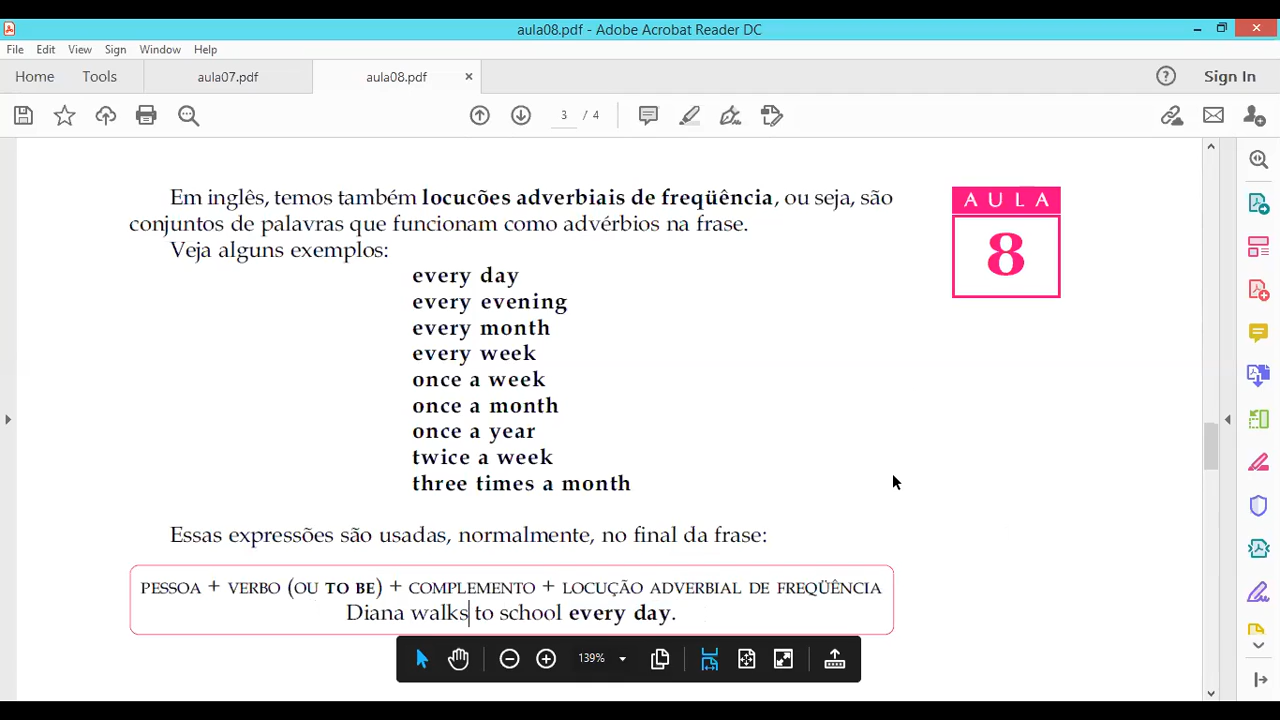 aula08.pdf - Adobe Acrobat Reader DC
File Edit View Sign Window Help
Home Tools aula07.pdf aula08.pdf × Sign In
3 / 4
Em inglês, temos também locucões adverbiais de freqüência, ou seja, são
conjuntos de palavras que funcionam como advérbios na frase.
Veja alguns exemplos:
every day
every evening
every month
every week
once a week
once a month
once a year
twice a week
three times a month
AULA
8
Essas expressões são usadas, normalmente, no final da frase:
PESSOA + VERBO (OU TO BE) + COMPLEMENTO + LOCUÇÃO ADVERBIAL DE FREQÜÊNCIA
Diana walks to school every day.
139%